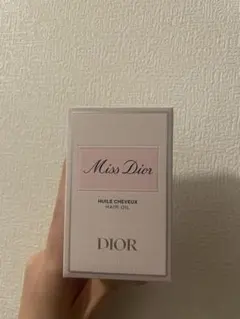 Miss Dior
HUILE CHEVEUX
HAIR OIL
DIOR